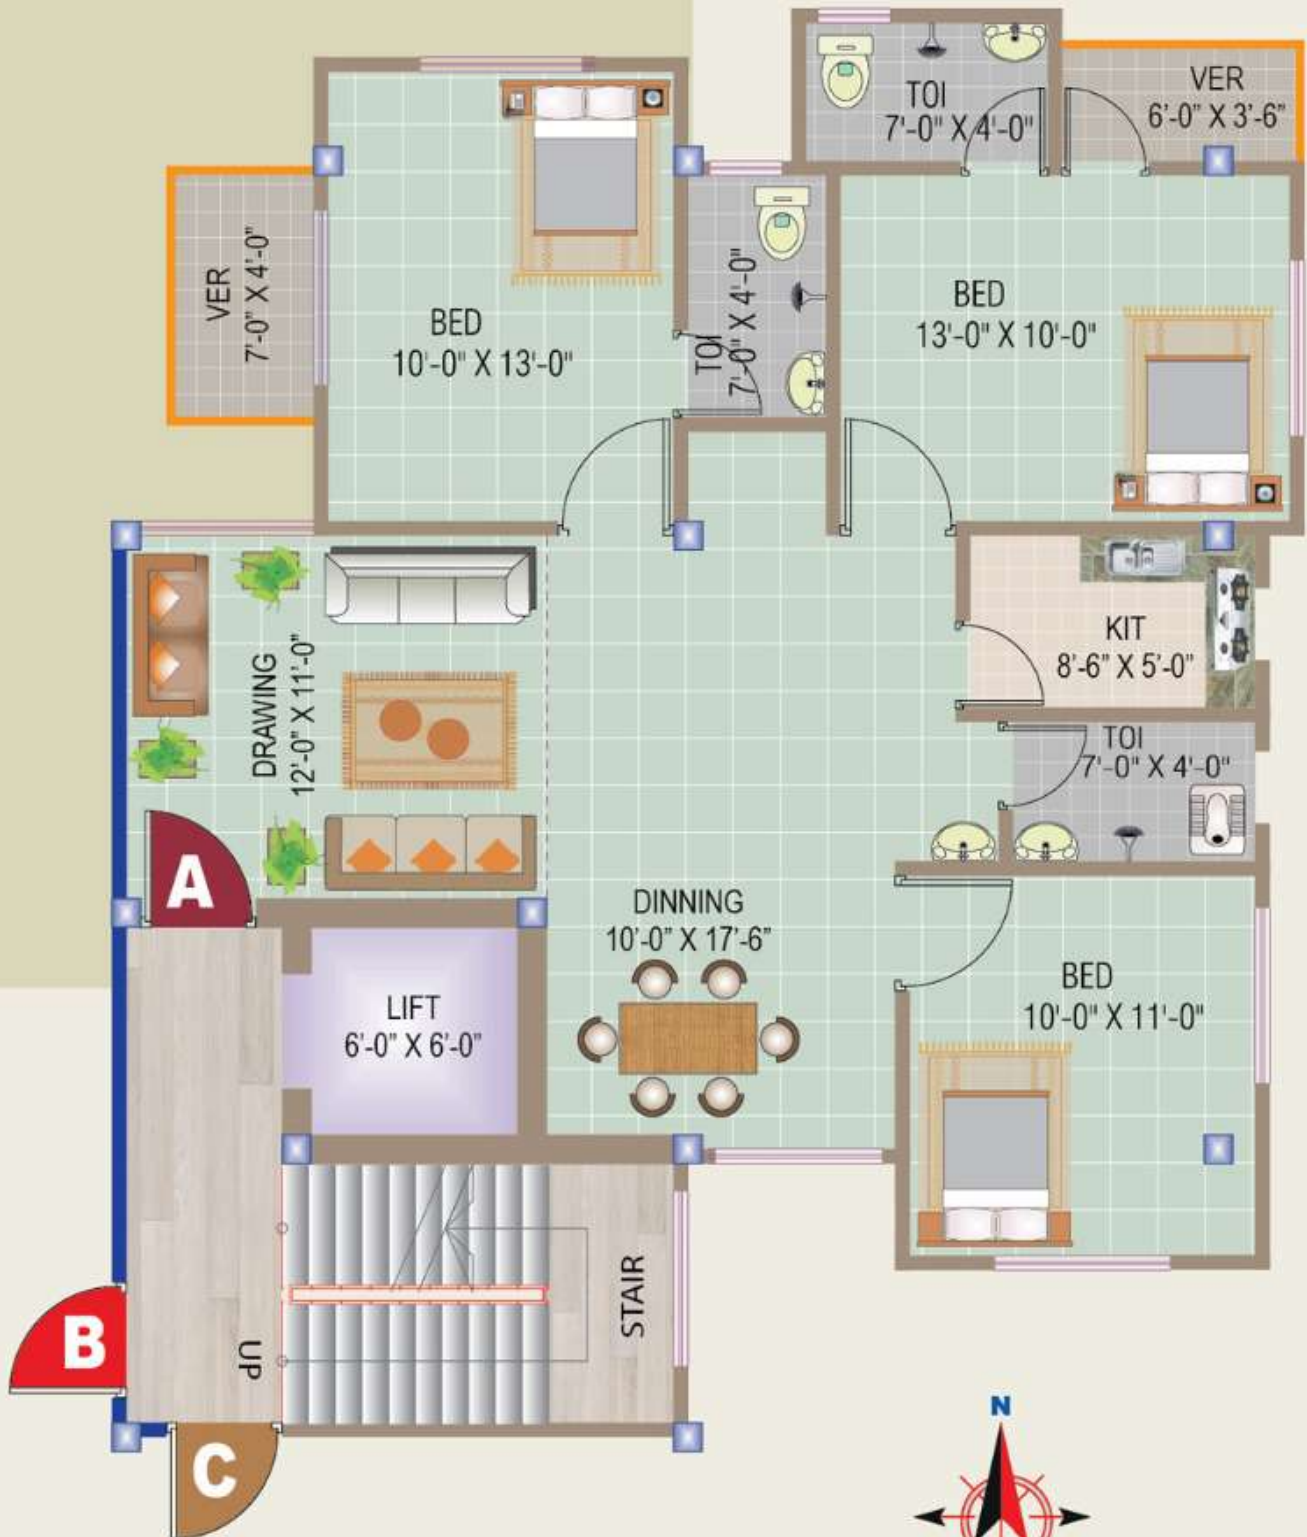 TOI
7'-0" X 4'-0"
VER
6'-0" X 3'-6"
VER
7'-0" X 4'-0"
BED
10'-0" X 13'-0"
TOI
7'-0" X 4'-0"
BED
13'-0" X 10'-0"
DRAWING
12'-0" X 11'-0"
KIT
8'-6" X 5'-0"
TOI
7'-0" X 4'-0"
A
DINNING
10'-0" X 17'-6"
LIFT
6'-0" X 6'-0"
BED
10'-0" X 11'-0"
STAIR
UP
B
C
N